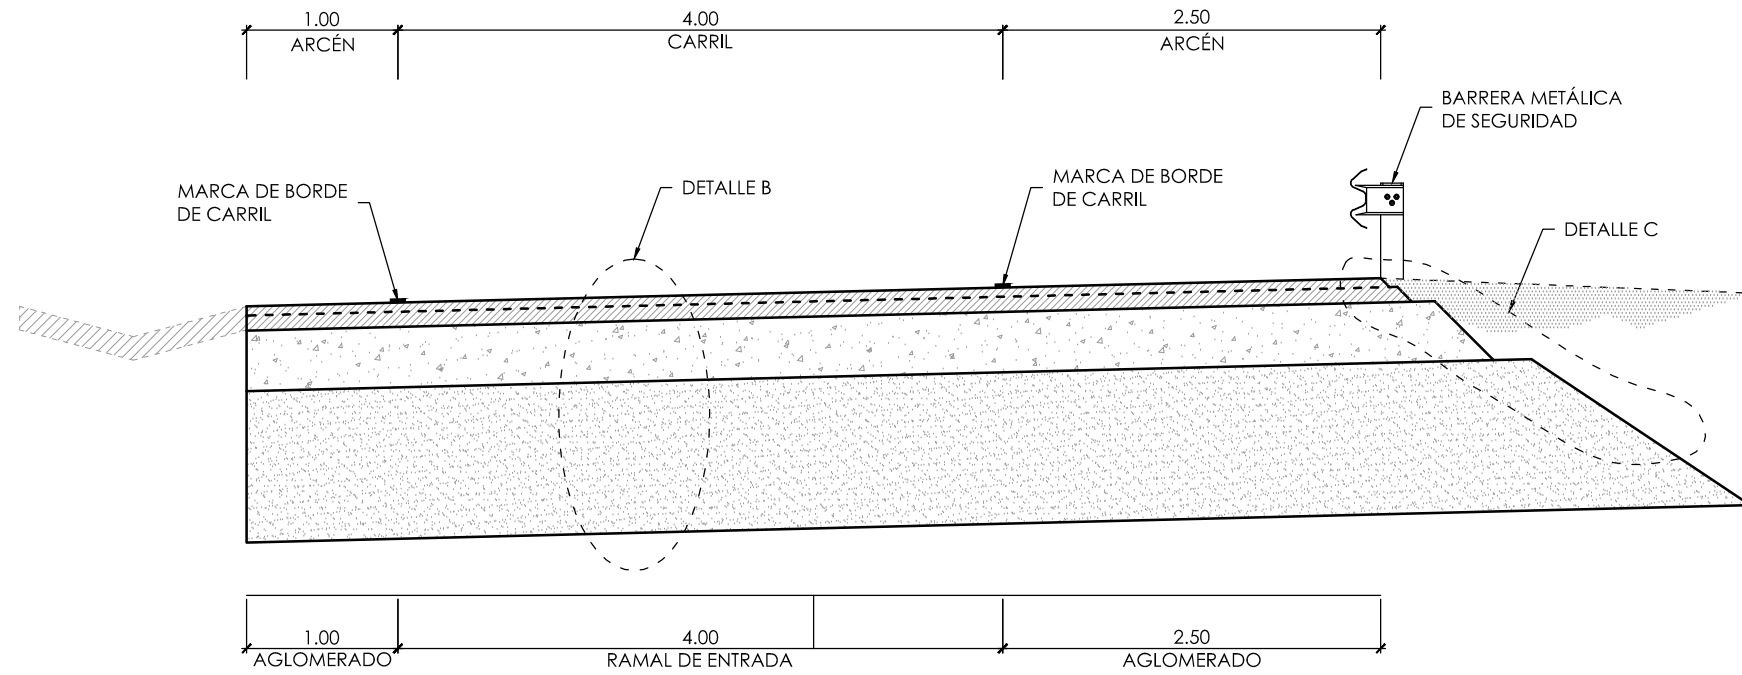 1.00
ARCÉN
4.00
CARRIL
2.50
ARCÉN
BARRERA METÁLICA
DE SEGURIDAD
MARCA DE BORDE
DE CARRIL
DETALLE B
MARCA DE BORDE
DE CARRIL
DETALLE C
1.00
AGLOMERADO
4.00
RAMAL DE ENTRADA
2.50
AGLOMERADO